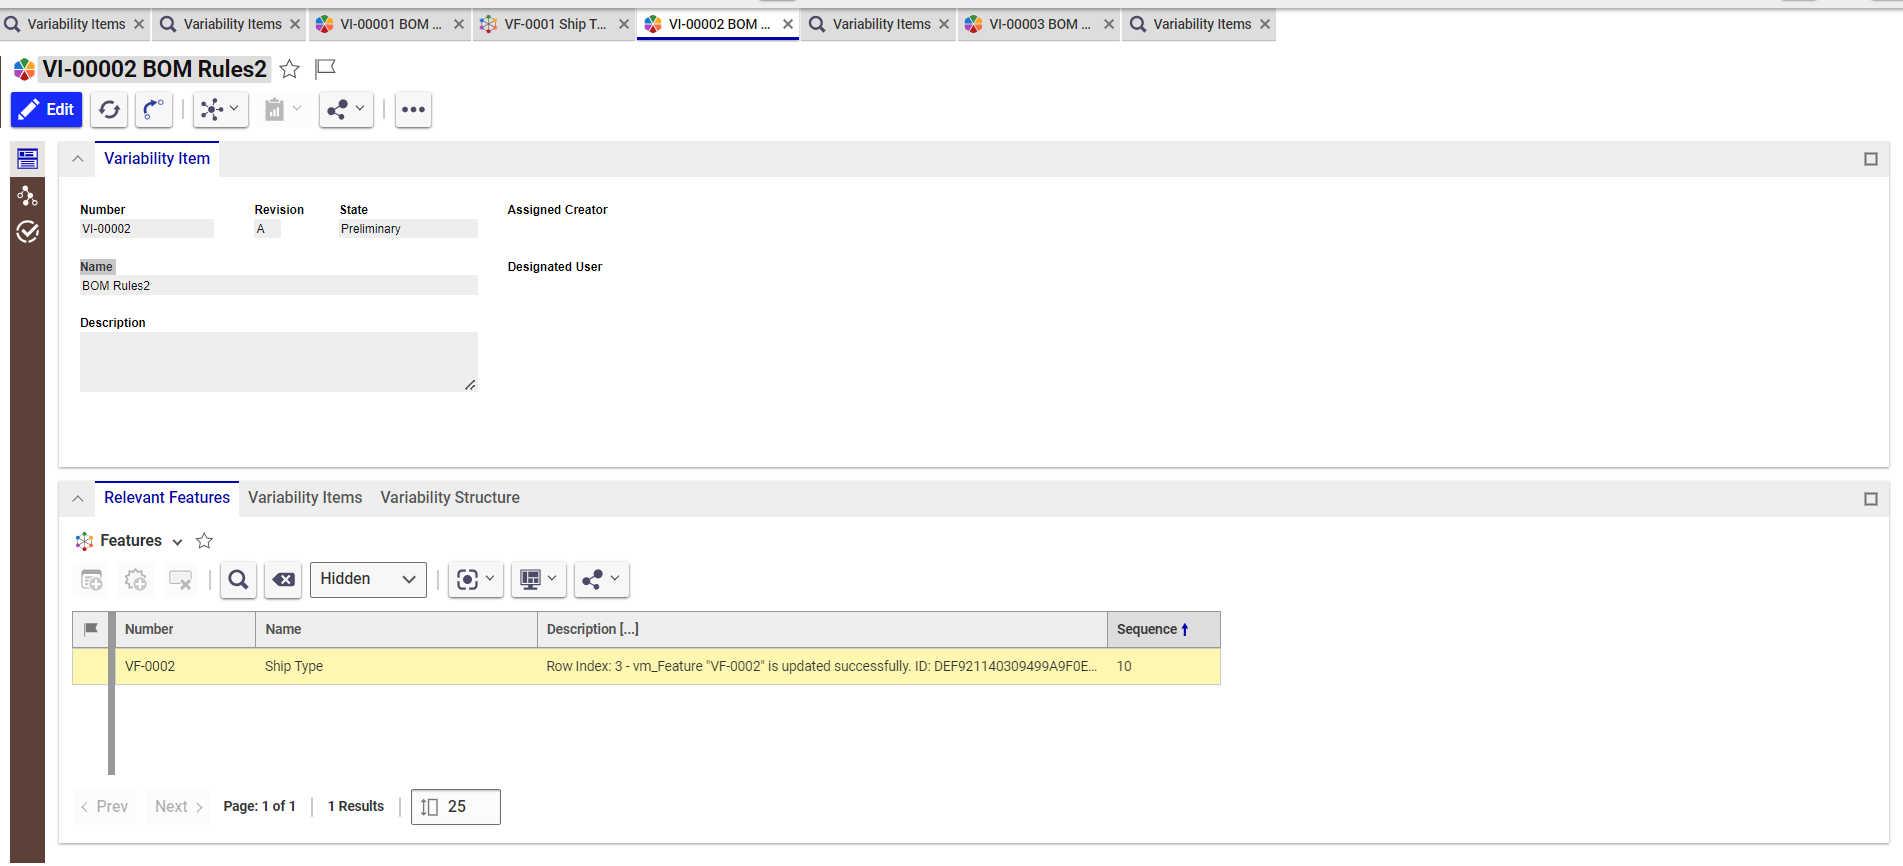 Variability Items Variability Items VI-00001 BOM ... VF-0001 Ship T... VI-00002 BOM ... Variability Items VI-00003 BOM ... Variability Items
VI-00002 BOM Rules2
Edit
Variability Item
Number Revision State Assigned Creator
VI-00002 A Preliminary
Name Designated User
BOM Rules2
Description
Relevant Features Variability Items Variability Structure
Features
Hidden
Number Name Description [...] Sequence
VF-0002 Ship Type Row Index: 3 - vm_Feature "VF-0002" is updated successfully. ID: DEF921140309499A9F0E... 10
Prev Next Page: 1 of 1 1 Results 25